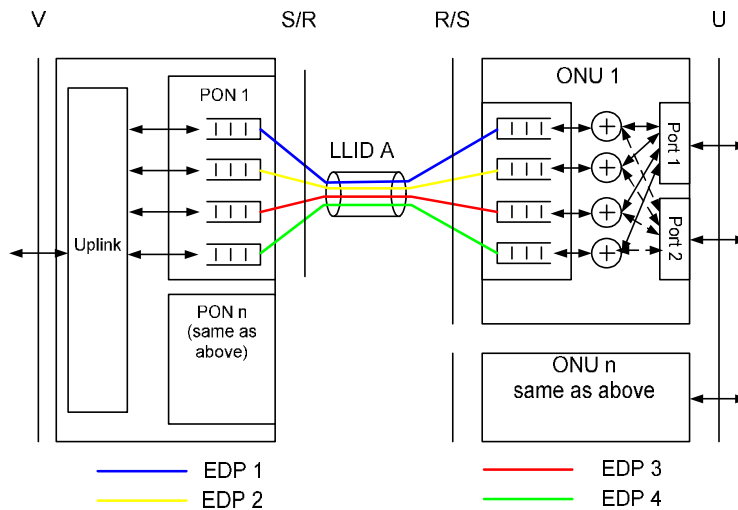 V
S/R
R/S
U
PON 1
ONU 1
LLID A
Port 1
Port 2
Uplink
PON n
(same as
above)
ONU n
same as above
EDP 1
EDP 3
EDP 2
EDP 4